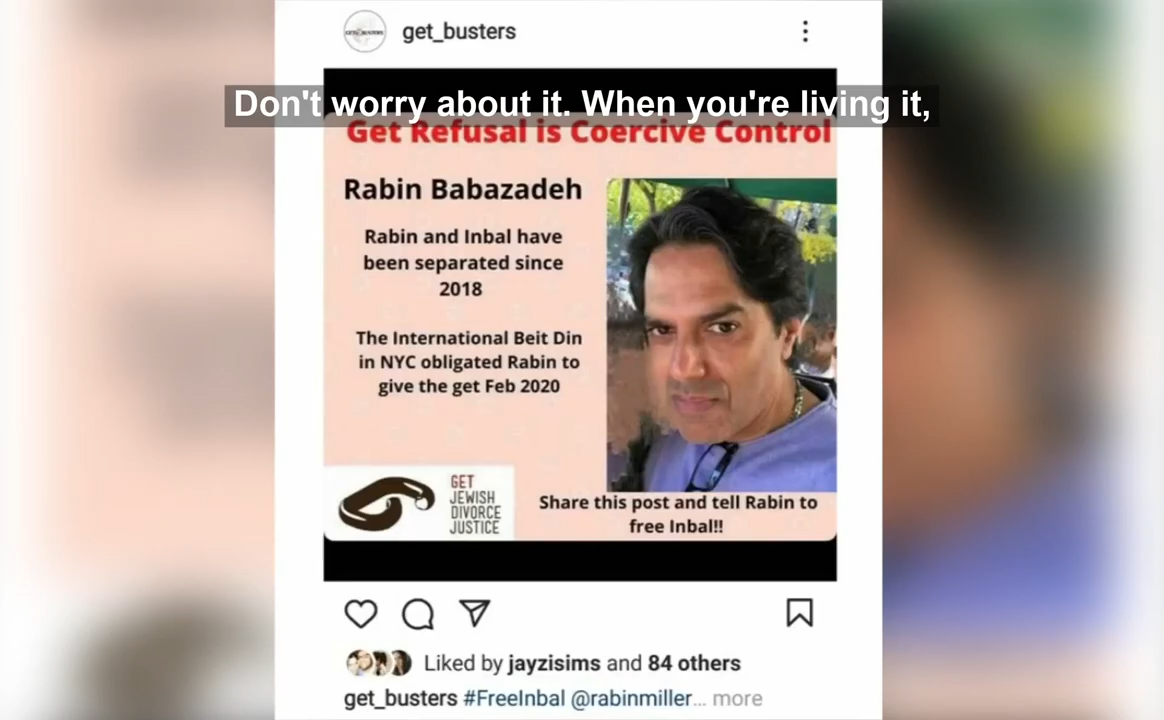 get_busters
Don't worry about it. When you're living it,
Get Refusal is Coercive Control
Rabin Babazadeh
Rabin and Inbal have
been separated since
2018
The International Beit Din
in NYC obligated Rabin to
give the get Feb 2020
GET
JEWISH
DIVORCE
JUSTICE
Share this post and tell Rabin to
free Inbal!!
Liked by jayzisims and 84 others
get_busters #FreeInbal @rabinmiller... more